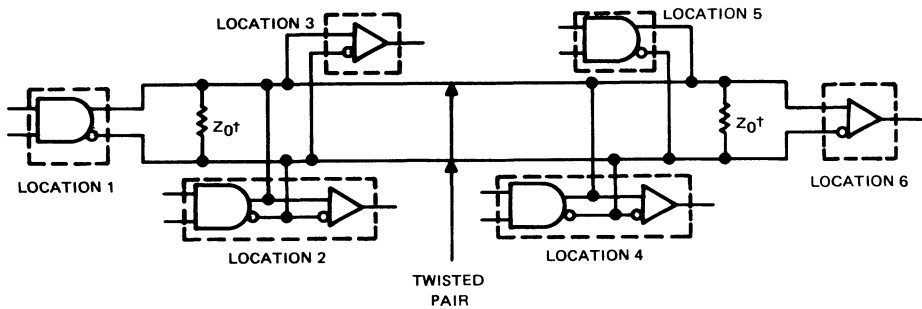 LOCATION 3
LOCATION 5
Z0†
Z0†
LOCATION 1
LOCATION 6
LOCATION 2
LOCATION 4
TWISTED
PAIR